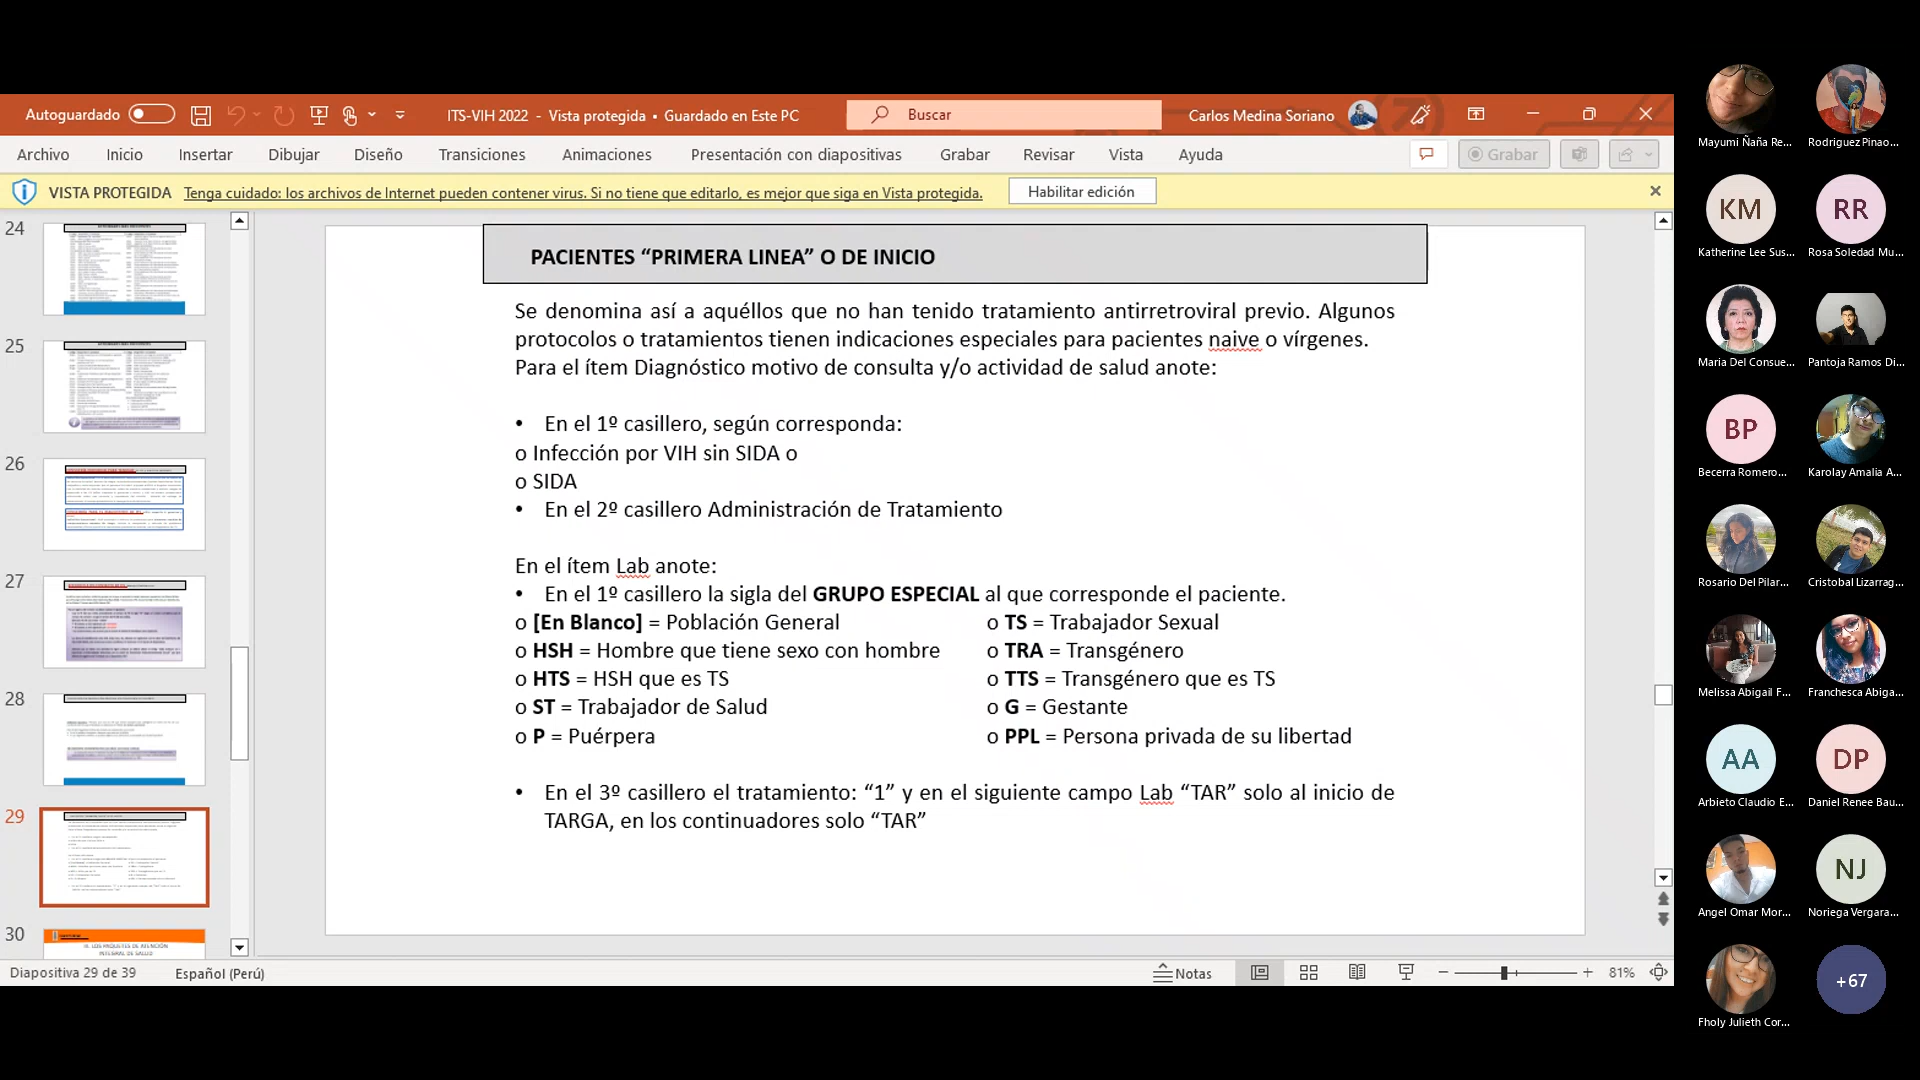 Autoguardado
ITS-VIH 2022 - Vista protegida • Guardado en Este PC
Buscar
Carlos Medina Soriano
Archivo Inicio Insertar Dibujar Diseño Transiciones Animaciones Presentación con diapositivas Grabar Revisar Vista Ayuda
Grabar
VISTA PROTEGIDA Tenga cuidado: los archivos de Internet pueden contener virus. Si no tiene que editarlo, es mejor que siga en Vista protegida.
Habilitar edición
24
25
26
27
28
29
30
III. LOS PAQUETES DE ATENCIÓN
INTEGRAL DE SALUD
PACIENTES “PRIMERA LINEA” O DE INICIO
Se denomina así a aquéllos que no han tenido tratamiento antirretroviral previo. Algunos
protocolos o tratamientos tienen indicaciones especiales para pacientes naive o vírgenes.
Para el ítem Diagnóstico motivo de consulta y/o actividad de salud anote:
• En el 1º casillero, según corresponda:
o Infección por VIH sin SIDA o
o SIDA
• En el 2º casillero Administración de Tratamiento
En el ítem Lab anote:
• En el 1º casillero la sigla del GRUPO ESPECIAL al que corresponde el paciente.
o [En Blanco] = Población General o TS = Trabajador Sexual
o HSH = Hombre que tiene sexo con hombre o TRA = Transgénero
o HTS = HSH que es TS o TTS = Transgénero que es TS
o ST = Trabajador de Salud o G = Gestante
o P = Puérpera o PPL = Persona privada de su libertad
• En el 3º casillero el tratamiento: “1” y en el siguiente campo Lab “TAR” solo al inicio de
TARGA, en los continuadores solo “TAR”
Diapositiva 29 de 39 Español (Perú)
Notas
81%
Mayumi Ñaña Re... Rodriguez Pinao...
KM RR
Katherine Lee Sus... Rosa Soledad Mu...
Maria Del Consue... Pantoja Ramos Di...
BP
Becerra Romero... Karolay Amalia A...
Rosario Del Pilar... Cristobal Lizarrag...
Melissa Abigail F... Franchesca Abiga...
AA DP
Arbieto Claudio E... Daniel Renee Bau...
NJ
Angel Omar Mor... Noriega Vergara...
+67
Fholy Julieth Cor...